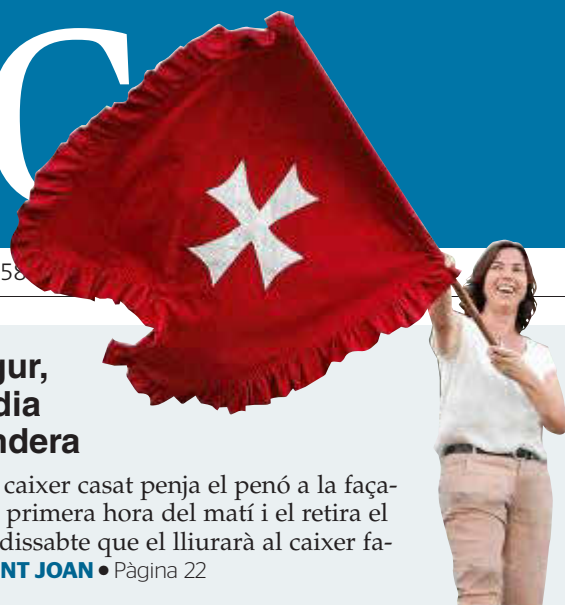 C
58
gur,
dia
ndera
caixer casat penja el penó a la faça-
primera hora del matí i el retira el
dissabte que el lliurarà al caixer fa-
NT JOAN ● Pàgina 22